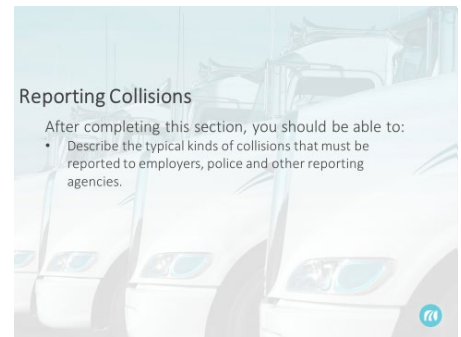 Reporting Collisions
After completing this section, you should be able to:
• Describe the typical kinds of collisions that must be
reported to employers, police and other reporting
agencies.